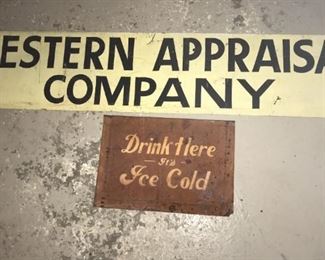 ESTERN APPRAISA
COMPANY
Drink Here
It's
Ice Cold